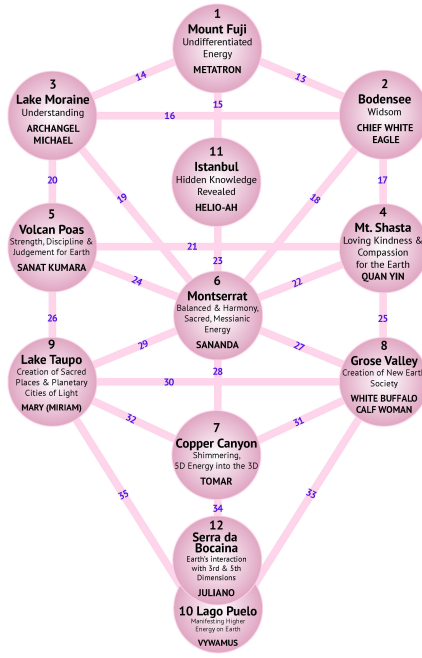 1
Mount Fuji
Undifferentiated
Energy
METATRON
14
13
3
Lake Moraine
Understanding
ARCHANGEL
MICHAEL
15
16
2
Bodensee
Widsom
CHIEF WHITE
EAGLE
11
Istanbul
Hidden Knowledge
Revealed
HELIO-AH
20
19
18
17
5
Volcan Poas
Strength, Discipline &
Judgement for Earth
SANAT KUMARA
21
23
4
Mt. Shasta
Loving Kindness &
Compassion
for the Earth
QUAN YIN
24
22
6
Montserrat
Balanced & Harmony,
Sacred, Messianic
Energy
SANANDA
26
25
29
27
9
Lake Taupo
Creation of Sacred
Places & Planetary
Cities of Light
MARY (MIRIAM)
28
30
8
Grose Valley
Creation of New Earth
Society
WHITE BUFFALO
CALF WOMAN
32
31
7
Copper Canyon
Shimmering,
5D Energy into the 3D
TOMAR
35
34
33
12
Serra da
Bocaina
Earth's interaction
with 3rd & 5th
Dimensions
JULIANO
10 Lago Puelo
Manifesting Higher
Energy on Earth
VYWAMUS